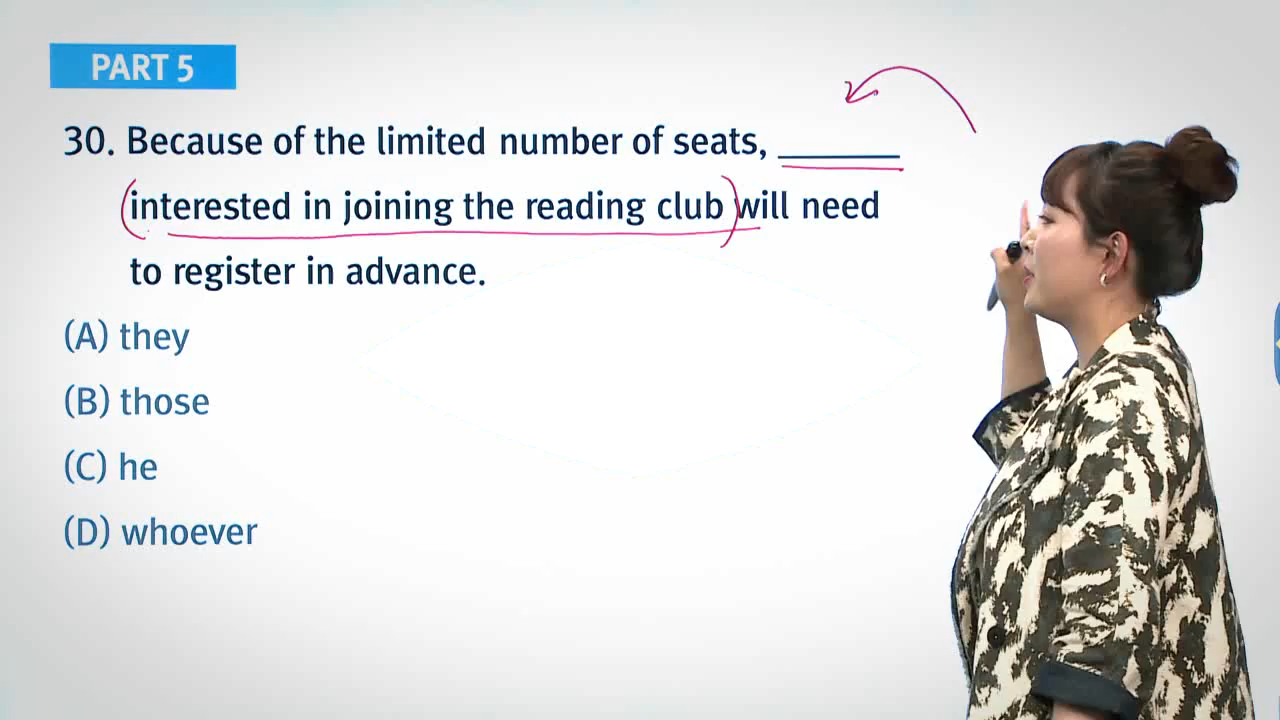 PART 5
30. Because of the limited number of seats, ______
interested in joining the reading club will need
to register in advance.
(A) they
(B) those
(C) he
(D) whoever